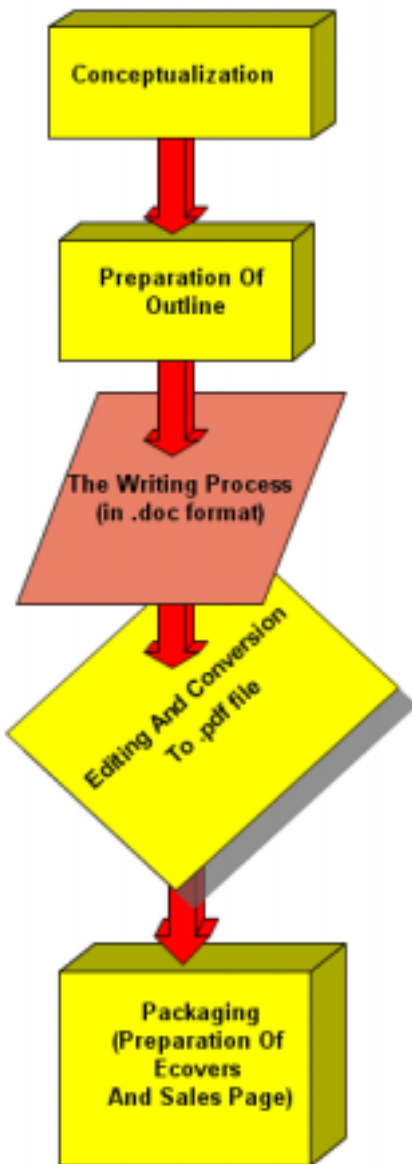 Conceptualization
Preparation Of
Outline
The Writing Process
(in .doc format)
Editing And Conversion
To .pdf file
Packaging
(Preparation Of
Ecovers
And Sales Page)